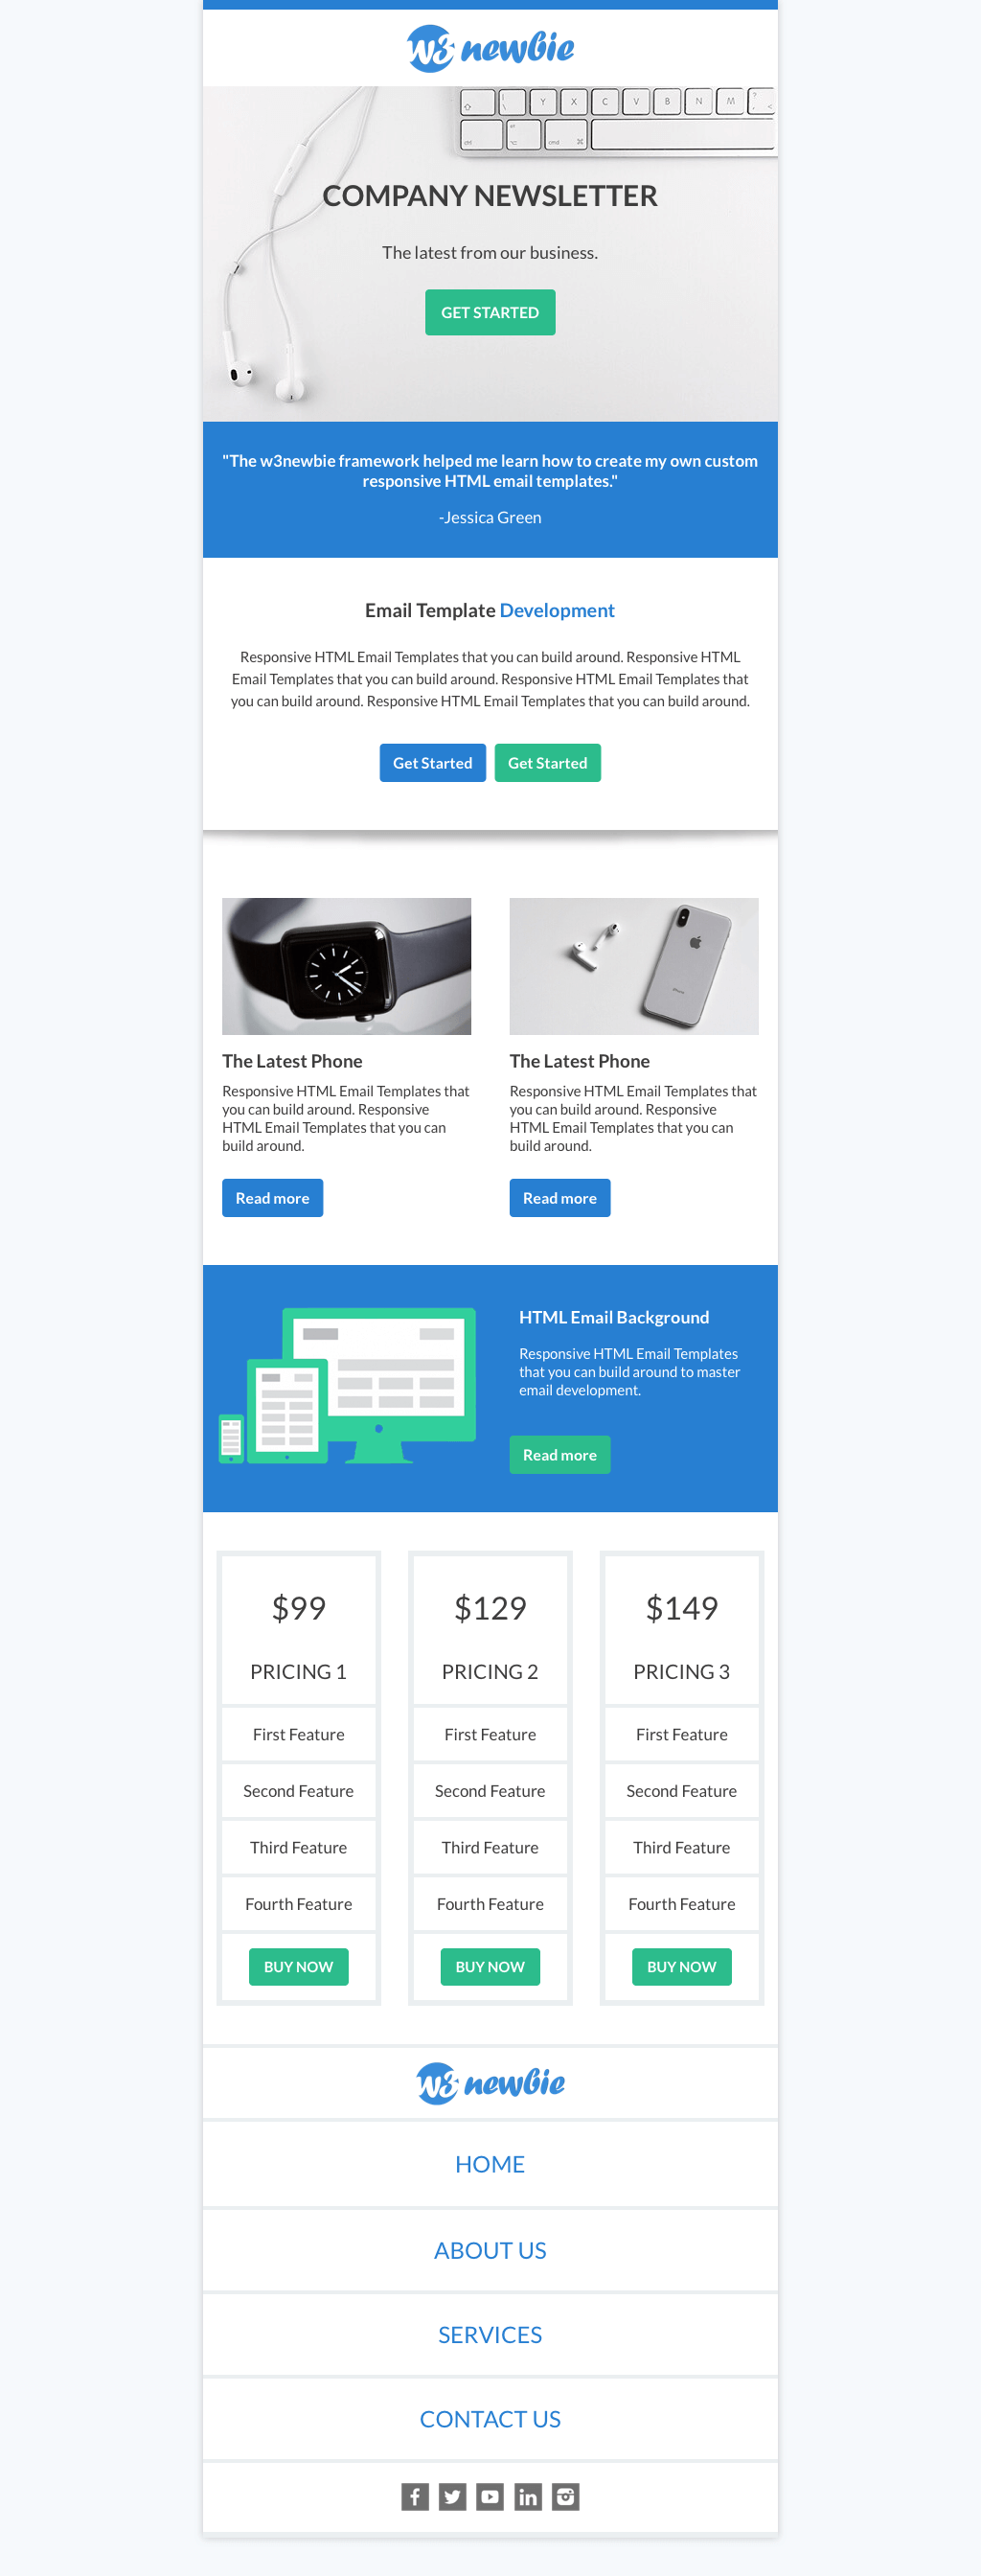 w3 newbie
Y X C V B N M ?
ctrl alt cmd ⌘
COMPANY NEWSLETTER
The latest from our business.
GET STARTED
"The w3newbie framework helped me learn how to create my own custom
responsive HTML email templates."
-Jessica Green
Email Template Development
Responsive HTML Email Templates that you can build around. Responsive HTML
Email Templates that you can build around. Responsive HTML Email Templates that
you can build around. Responsive HTML Email Templates that you can build around.
Get Started Get Started
iPhone
The Latest Phone
Responsive HTML Email Templates that
you can build around. Responsive
HTML Email Templates that you can
build around.
Read more
The Latest Phone
Responsive HTML Email Templates that
you can build around. Responsive
HTML Email Templates that you can
build around.
Read more
HTML Email Background
Responsive HTML Email Templates
that you can build around to master
email development.
Read more
$99
PRICING 1
First Feature
Second Feature
Third Feature
Fourth Feature
BUY NOW
$129
PRICING 2
First Feature
Second Feature
Third Feature
Fourth Feature
BUY NOW
$149
PRICING 3
First Feature
Second Feature
Third Feature
Fourth Feature
BUY NOW
w3 newbie
HOME
ABOUT US
SERVICES
CONTACT US
f in